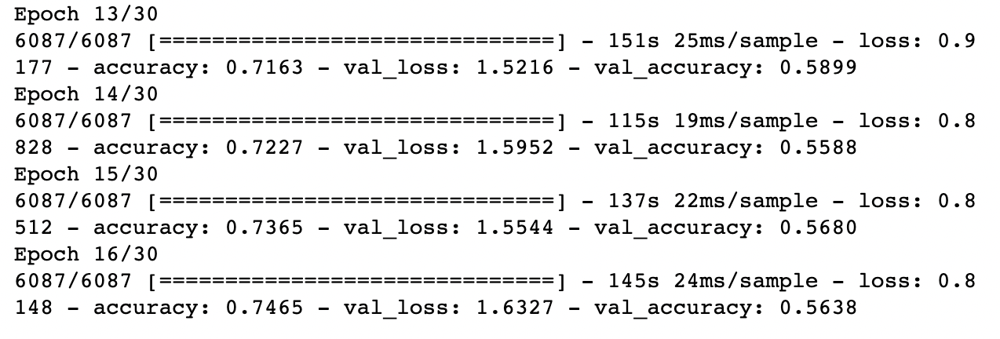 Epoch 13/30
6087/6087 [==============================] - 151s 25ms/sample - loss: 0.9
177 - accuracy: 0.7163 - val_loss: 1.5216 - val_accuracy: 0.5899
Epoch 14/30
6087/6087 [==============================] - 115s 19ms/sample - loss: 0.8
828 - accuracy: 0.7227 - val_loss: 1.5952 - val_accuracy: 0.5588
Epoch 15/30
6087/6087 [==============================] - 137s 22ms/sample - loss: 0.8
512 - accuracy: 0.7365 - val_loss: 1.5544 - val_accuracy: 0.5680
Epoch 16/30
6087/6087 [==============================] - 145s 24ms/sample - loss: 0.8
148 - accuracy: 0.7465 - val_loss: 1.6327 - val_accuracy: 0.5638